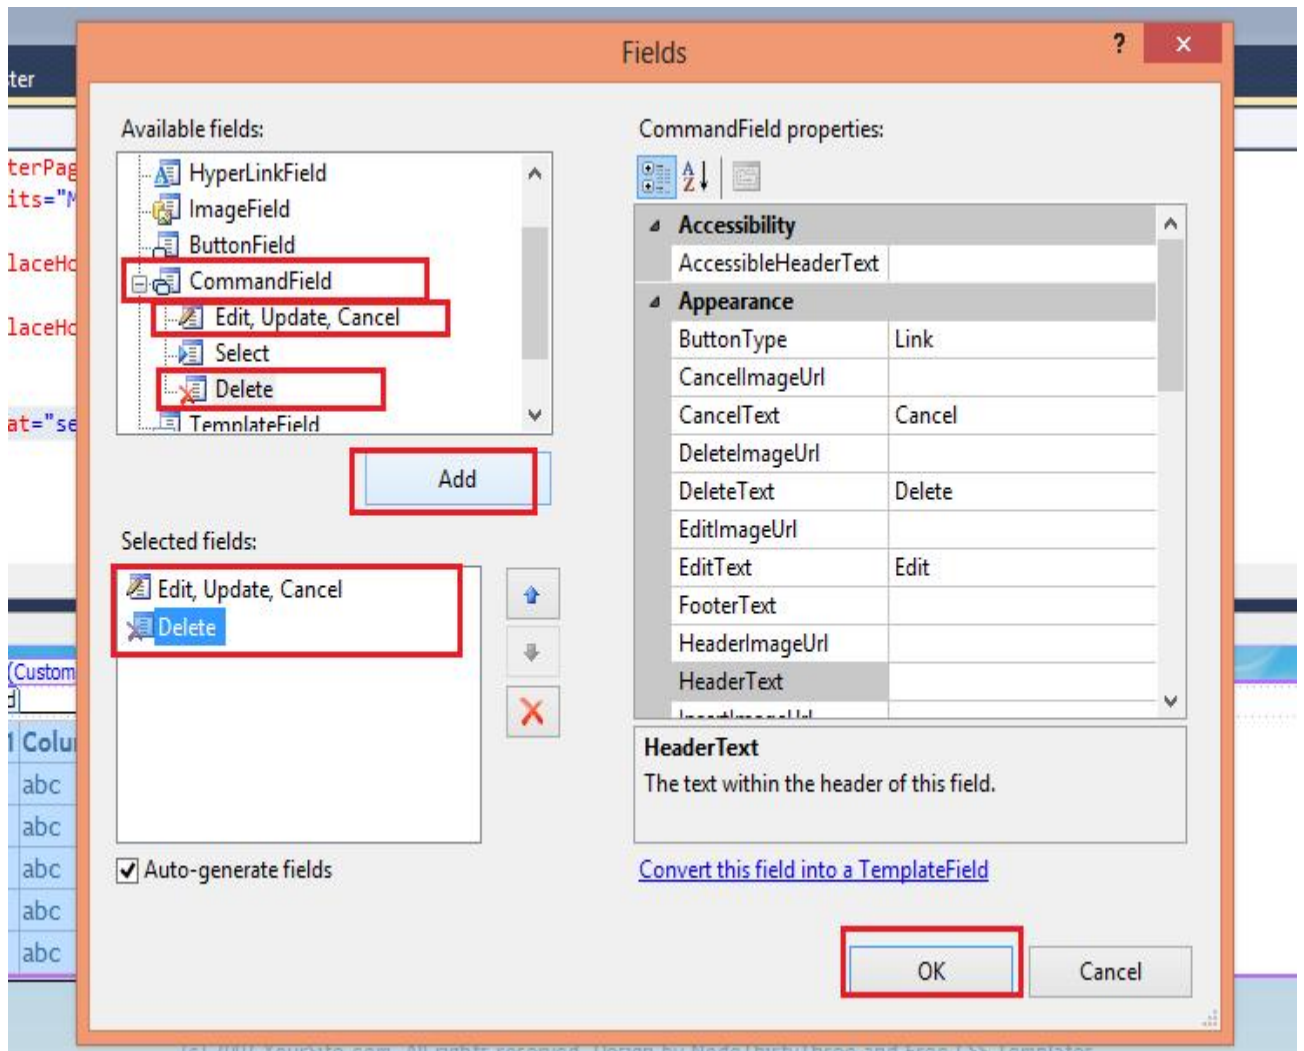 Fields
?
x
ter
Available fields:
CommandField properties:
terPag
its="M
laceHo
laceHo
at="se
HyperLinkField
ImageField
ButtonField
CommandField
Edit, Update, Cancel
Select
Delete
TemplateField
Add
Selected fields:
Edit, Update, Cancel
Delete
Auto-generate fields
A
Z
Accessibility
AccessibleHeaderText
Appearance
ButtonType Link
CancelImageUrl
CancelText Cancel
DeleteImageUrl
DeleteText Delete
EditImageUrl
EditText Edit
FooterText
HeaderImageUrl
HeaderText
InsertImageUrl
HeaderText
The text within the header of this field.
Convert this field into a TemplateField
OK
Cancel
(Custom
d
1 Colu
abc
abc
abc
abc
abc